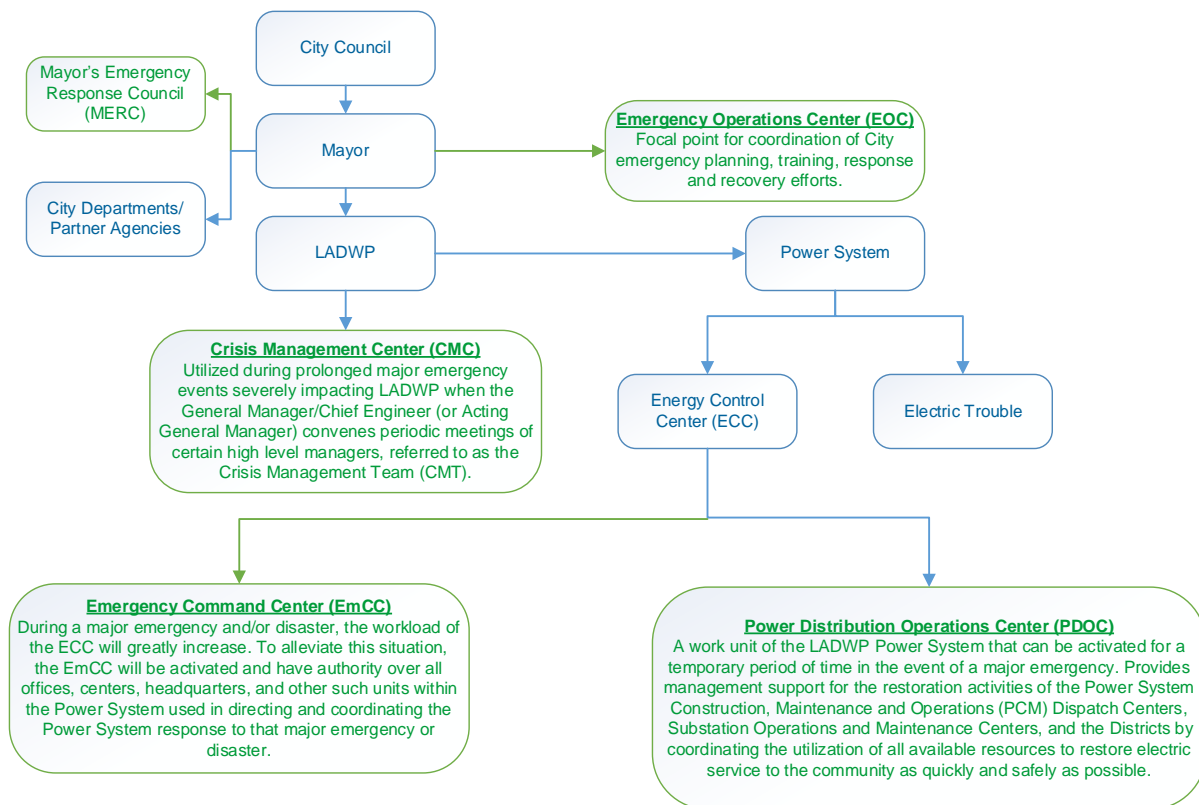 City Council
Mayor's Emergency
Response Council
(MERC)
Mayor
Emergency Operations Center (EOC)
Focal point for coordination of City
emergency planning, training, response
and recovery efforts.
City Departments/
Partner Agencies
LADWP
Power System
Crisis Management Center (CMC)
Utilized during prolonged major emergency
events severely impacting LADWP when the
General Manager/Chief Engineer (or Acting
General Manager) convenes periodic meetings of
certain high level managers, referred to as the
Crisis Management Team (CMT).
Energy Control
Center (ECC)
Electric Trouble
Emergency Command Center (EmCC)
During a major emergency and/or disaster, the workload of
the ECC will greatly increase. To alleviate this situation,
the EmCC will be activated and have authority over all
offices, centers, headquarters, and other such units within
the Power System used in directing and coordinating the
Power System response to that major emergency or
disaster.
Power Distribution Operations Center (PDOC)
A work unit of the LADWP Power System that can be activated for a
temporary period of time in the event of a major emergency. Provides
management support for the restoration activities of the Power System
Construction, Maintenance and Operations (PCM) Dispatch Centers,
Substation Operations and Maintenance Centers, and the Districts by
coordinating the utilization of all available resources to restore electric
service to the community as quickly and safely as possible.